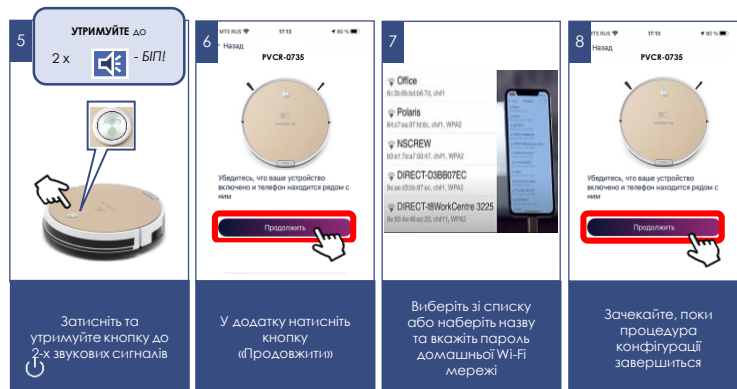 5
УТРИМУЙТЕ до
2 х
- БІП!
Затисніть та
утримуйте кнопку до
2-х звукових сигналів
6
MTS RUS
17:13
80 %
Назад
PVCR-0735
Убедитесь, что ваше устройство
включено и телефон находится рядом с
ним
Продолжить
У додатку натисніть
кнопку
«Продовжити»
7
Office
Polaris
NSCREW
DIRECT-D3BB07EC
DIRECT-t8WorkCentre 3225
Виберіть зі списку
або наберіть назву
та вкажіть пароль
домашньої Wi-Fi
мережі
8
MTS RUS
17:13
80 %
Назад
PVCR-0735
Убедитесь, что ваше устройство
включено и телефон находится рядом с
ним
Продолжить
Зачекайте, поки
процедура
конфігурації
завершиться